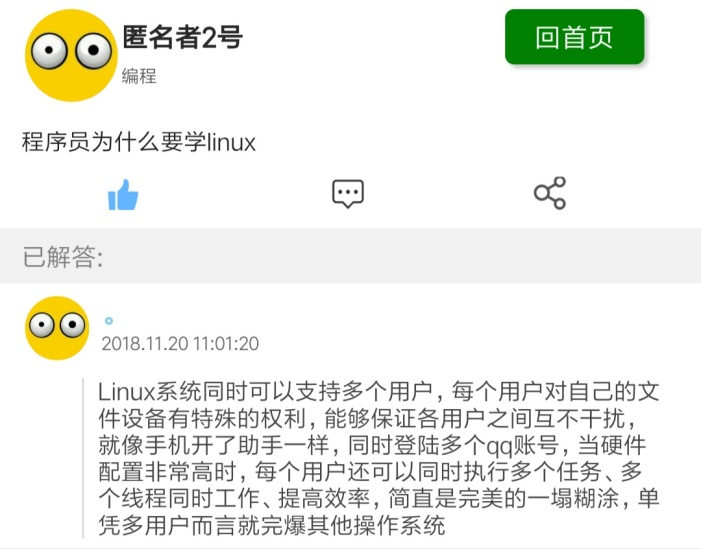 匿名者2号
回首页
编程
程序员为什么要学linux
已解答:
2018.11.20 11:01:20
Linux系统同时可以支持多个用户，每个用户对自己的文
件设备有特殊的权利，能够保证各用户之间互不干扰，
就像手机开了助手一样，同时登陆多个qq账号，当硬件
配置非常高时，每个用户还可以同时执行多个任务、多
个线程同时工作、提高效率，简直是完美的一塌糊涂，单
凭多用户而言就完爆其他操作系统